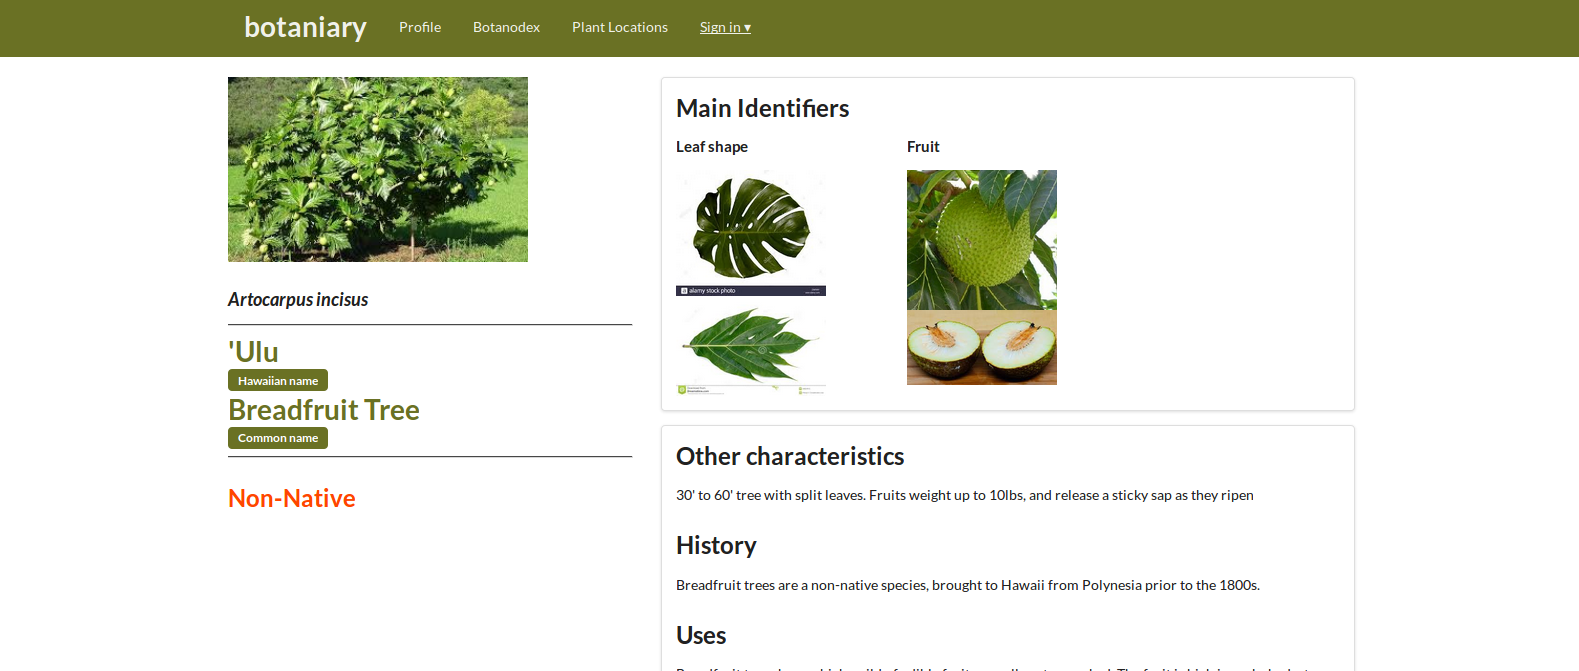 botaniary
Profile
Botanodex
Plant Locations
Sign in ▾
Artocarpus incisus
'Ulu
Hawaiian name
Breadfruit Tree
Common name
Non-Native
Main Identifiers
Leaf shape
Fruit
alamy stock photo
Other characteristics
30' to 60' tree with split leaves. Fruits weight up to 10lbs, and release a sticky sap as they ripen
History
Breadfruit trees are a non-native species, brought to Hawaii from Polynesia prior to the 1800s.
Uses